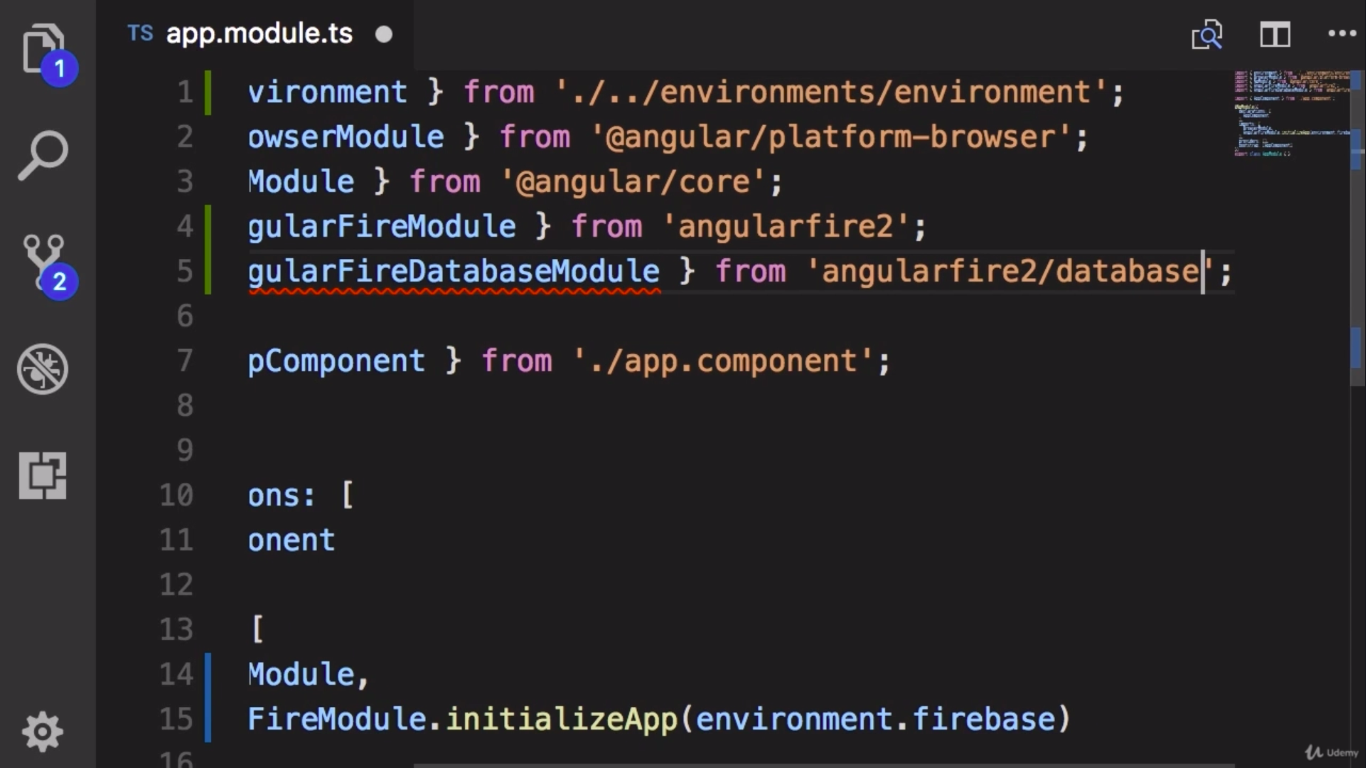 TS app.module.ts
1 vironment } from './../environments/environment';
2 owserModule } from '@angular/platform-browser';
3 Module } from '@angular/core';
4 gularFireModule } from 'angularfire2';
5 gularFireDatabaseModule } from 'angularfire2/database';
6
7 pComponent } from './app.component';
8
9
10 ons: [
11 onent
12
13 [
14 Module,
15 FireModule.initializeApp(environment.firebase)
16
1
2
Udemy